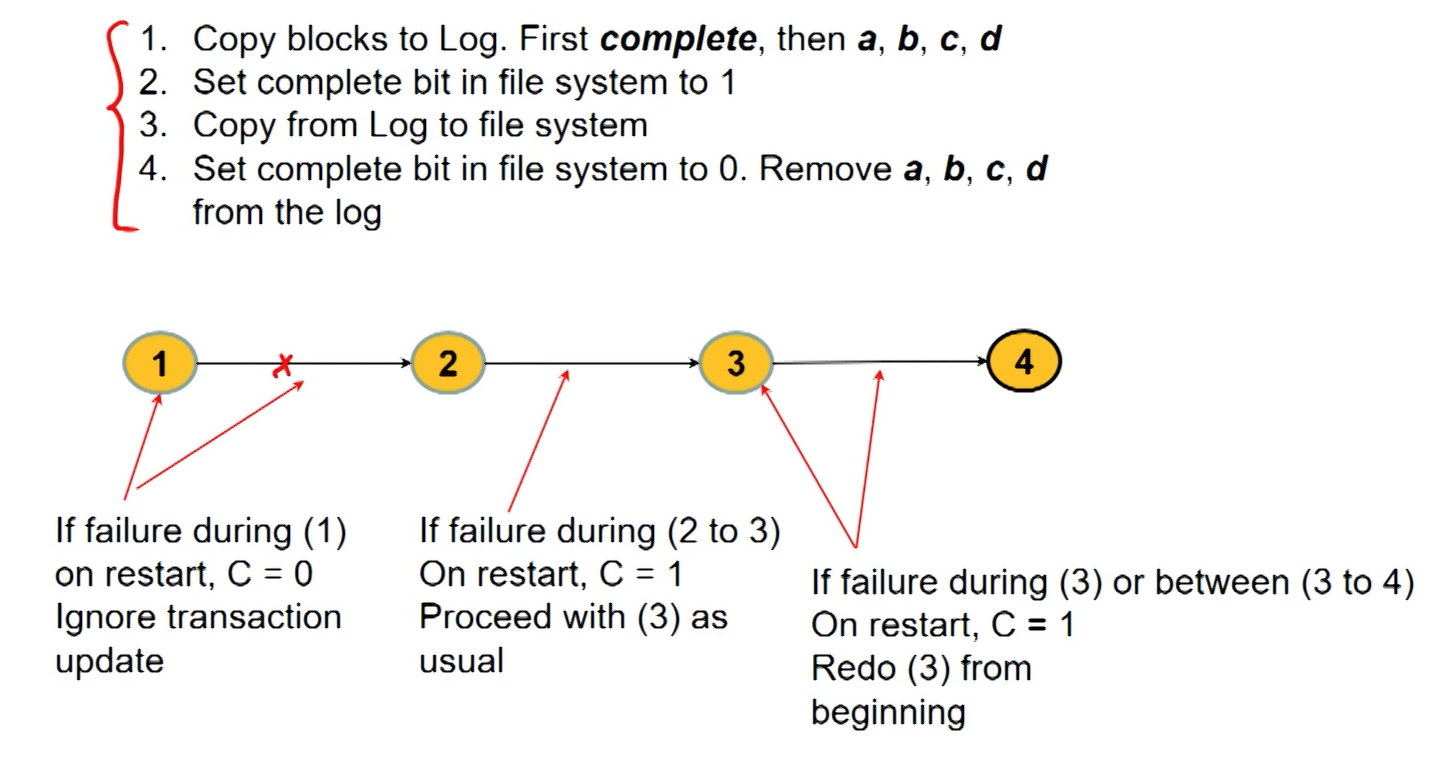 1. Copy blocks to Log. First complete, then a, b, c, d
2. Set complete bit in file system to 1
3. Copy from Log to file system
4. Set complete bit in file system to 0. Remove a, b, c, d
from the log
1
2
3
4
If failure during (1)
on restart, C = 0
Ignore transaction
update
If failure during (2 to 3)
On restart, C = 1
Proceed with (3) as
usual
If failure during (3) or between (3 to 4)
On restart, C = 1
Redo (3) from
beginning